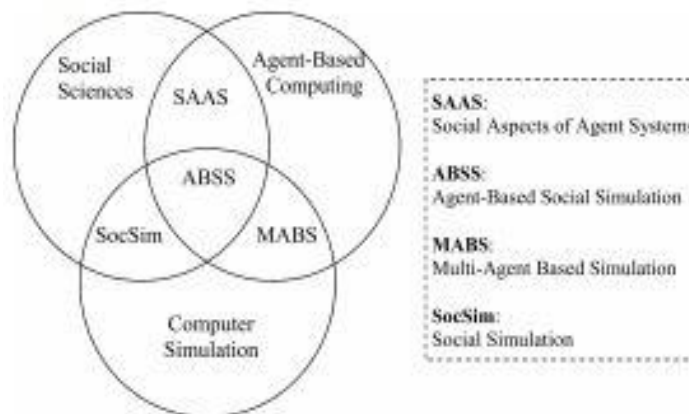 Social
Sciences
Agent-Based
Computing
SAAS
ABSS
SocSim
MABS
Computer
Simulation
SAAS:
Social Aspects of Agent Systems
ABSS:
Agent-Based Social Simulation
MABS:
Multi-Agent Based Simulation
SocSim:
Social Simulation